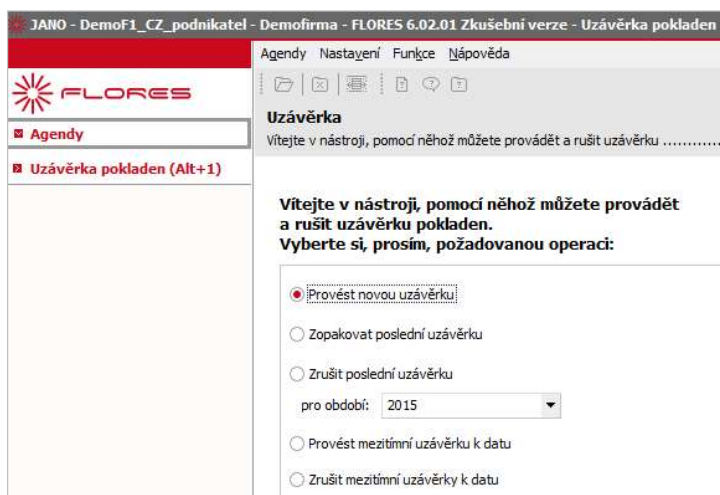 JANO - DemoF1_CZ_podnikatel - Demofirma - FLORES 6.02.01 Zkušební verze - Uzávěrka pokladen
Agendy Nastavení Funkce Nápověda
FLORES
Uzávěrka
Vítejte v nástroji, pomocí něhož můžete provádět a rušit uzávěrku ............
Agendy
Uzávěrka pokladen (Alt+1)
Vítejte v nástroji, pomocí něhož můžete provádět
a rušit uzávěrku pokladen.
Vyberte si, prosím, požadovanou operaci:
Provést novou uzávěrku
Zopakovat poslední uzávěrku
Zrušit poslední uzávěrku
pro období: 2015
Provést mezitímní uzávěrku k datu
Zrušit mezitímní uzávěrky k datu